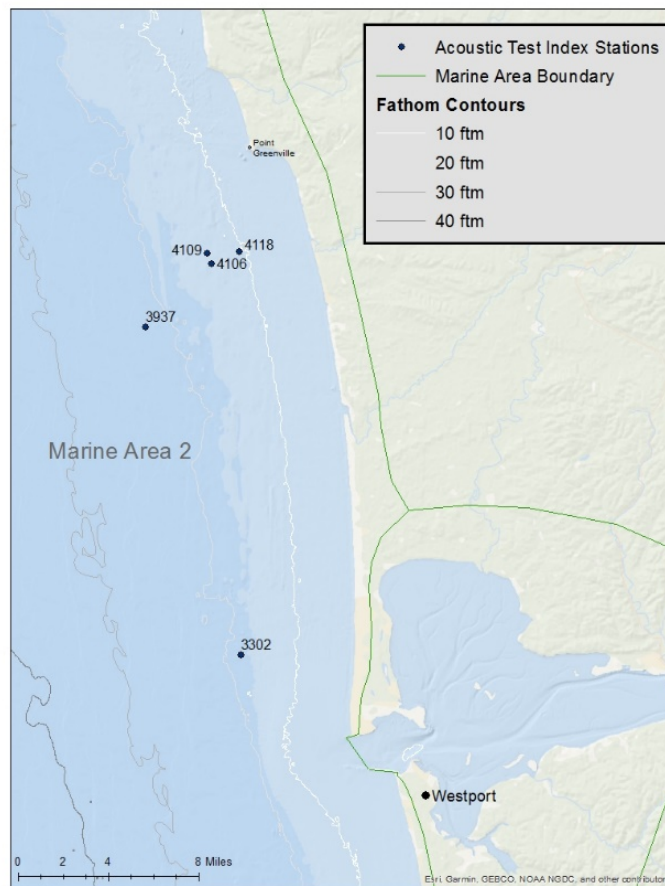 Acoustic Test Index Stations
Marine Area Boundary
Fathom Contours
10 ftm
20 ftm
30 ftm
40 ftm
Point
Greenville
4109
4118
4106
3937
Marine Area 2
3302
Westport
0 2 4 8 Miles
Esri, Garmin, GEBCO, NOAA NGDC, and other contributor